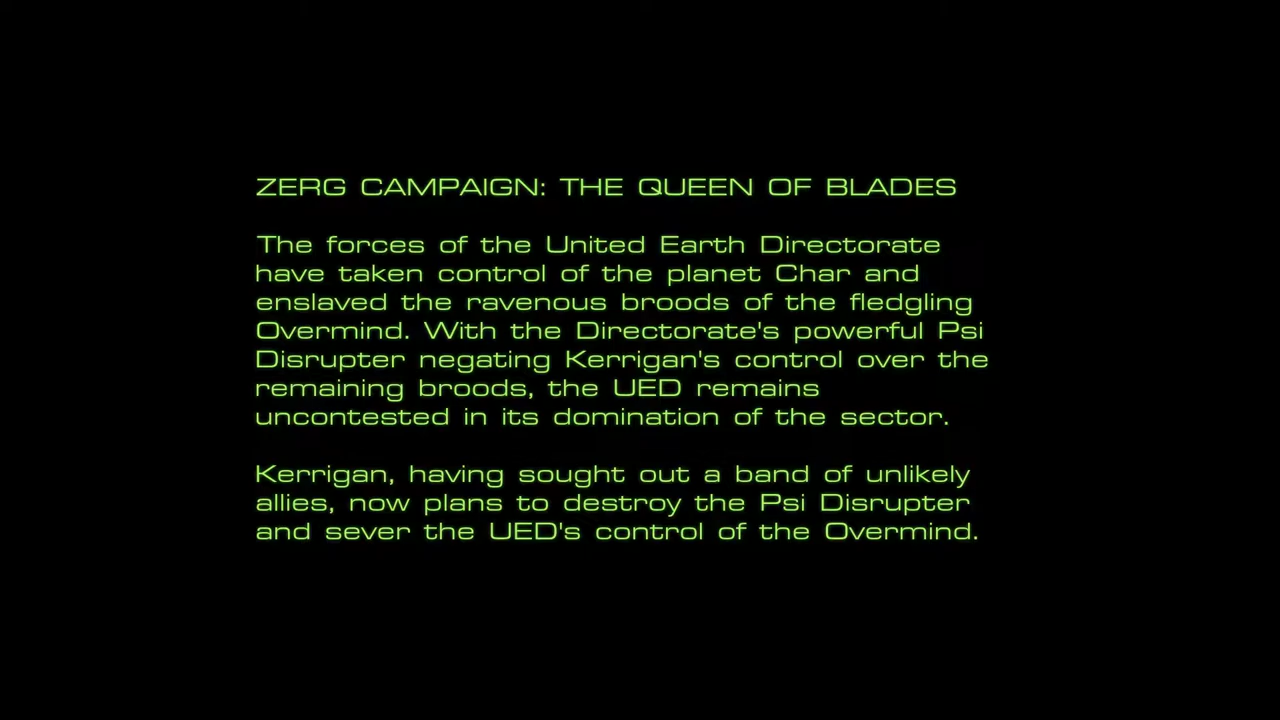 ZERG CAMPAIGN: THE QUEEN OF BLADES
The forces of the United Earth Directorate
have taken control of the planet Char and
enslaved the ravenous broods of the fledgling
Overmind. With the Directorate's powerful Psi
Disrupter negating Kerrigan's control over the
remaining broods, the UED remains
uncontested in its domination of the sector.
Kerrigan, having sought out a band of unlikely
allies, now plans to destroy the Psi Disrupter
and sever the UED's control of the Overmind.